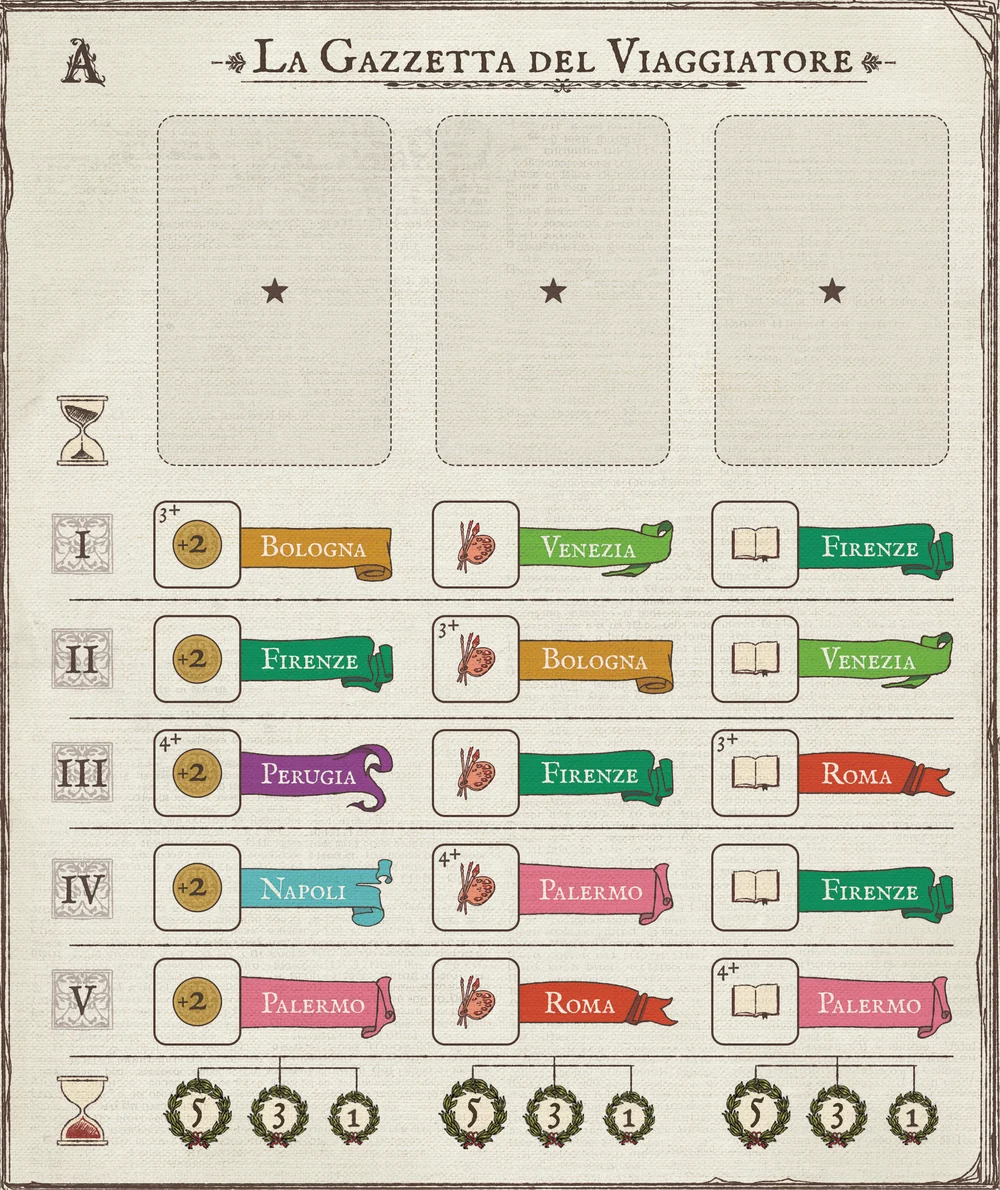 A
La Gazzetta del Viaggiatore
I 3+ +2 Bologna Venezia Firenze
II +2 Firenze 3+ Bologna Venezia
III 4+ +2 Perugia Firenze 3+ Roma
IV +2 Napoli 4+ Palermo Firenze
V +2 Palermo Roma 4+ Palermo
5 3 1 5 3 1 5 3 1